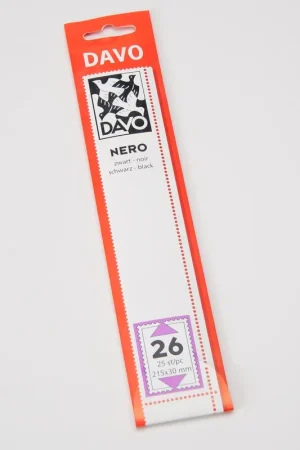 DAVO
DAVO
NERO
zwart - noir
schwarz - black
26
25 st/pc
215x30 mm